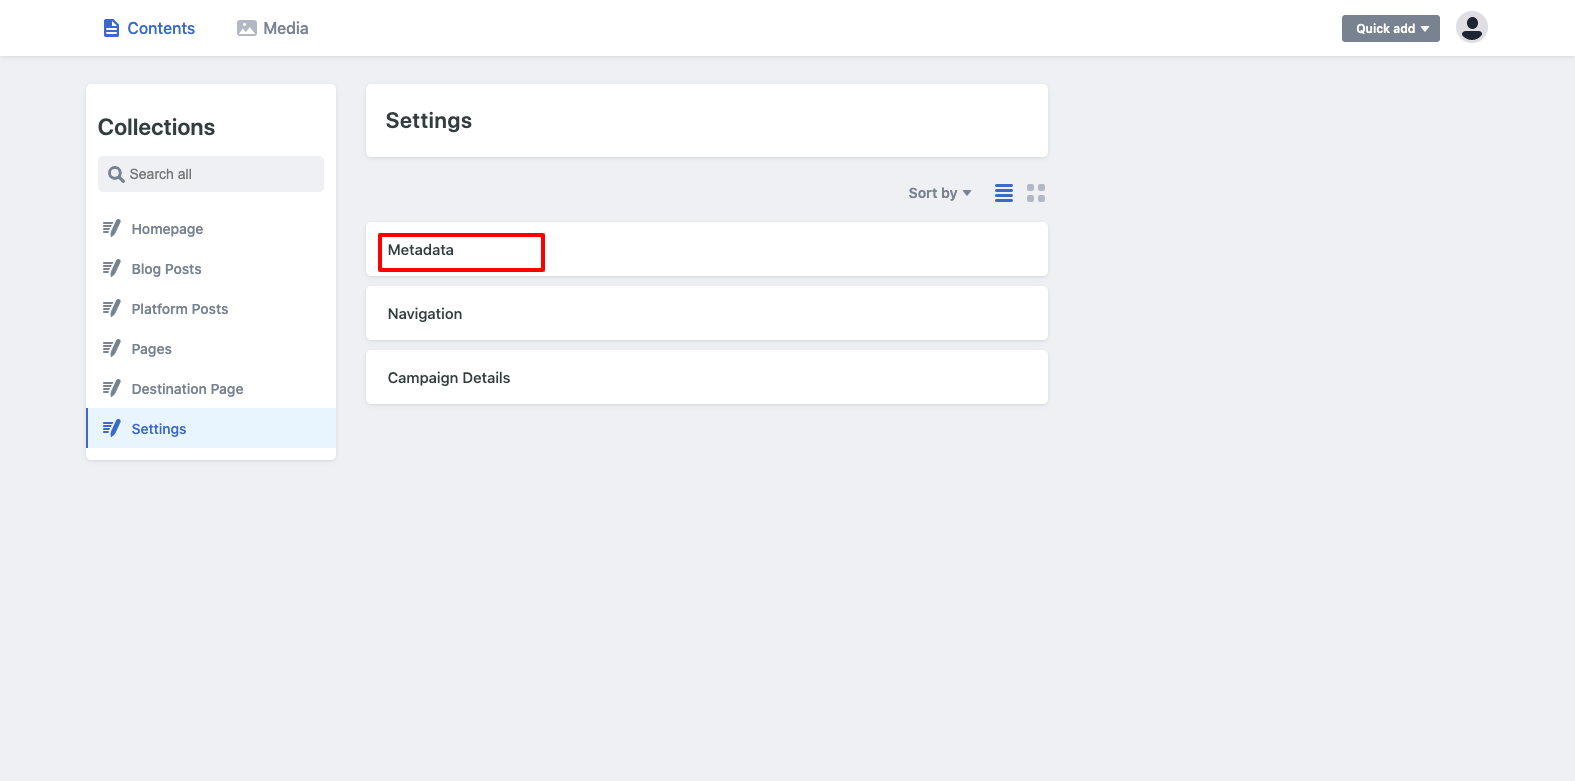 Contents
Media
Quick add
Collections
Search all
Homepage
Blog Posts
Platform Posts
Pages
Destination Page
Settings
Settings
Sort by
Metadata
Navigation
Campaign Details